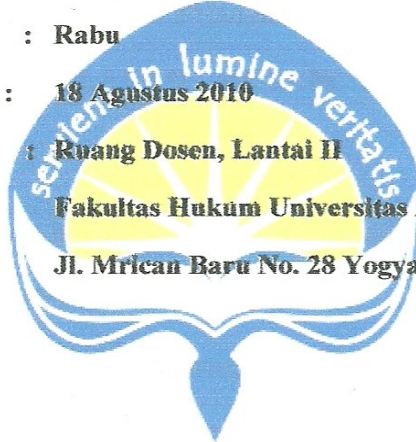 : Rabu
serviens in lumine veritatis
: 18 Agustus 2010
: Ruang Dosen, Lantai II
Fakultas Hukum Universitas
Jl. Mrican Baru No. 28 Yogya